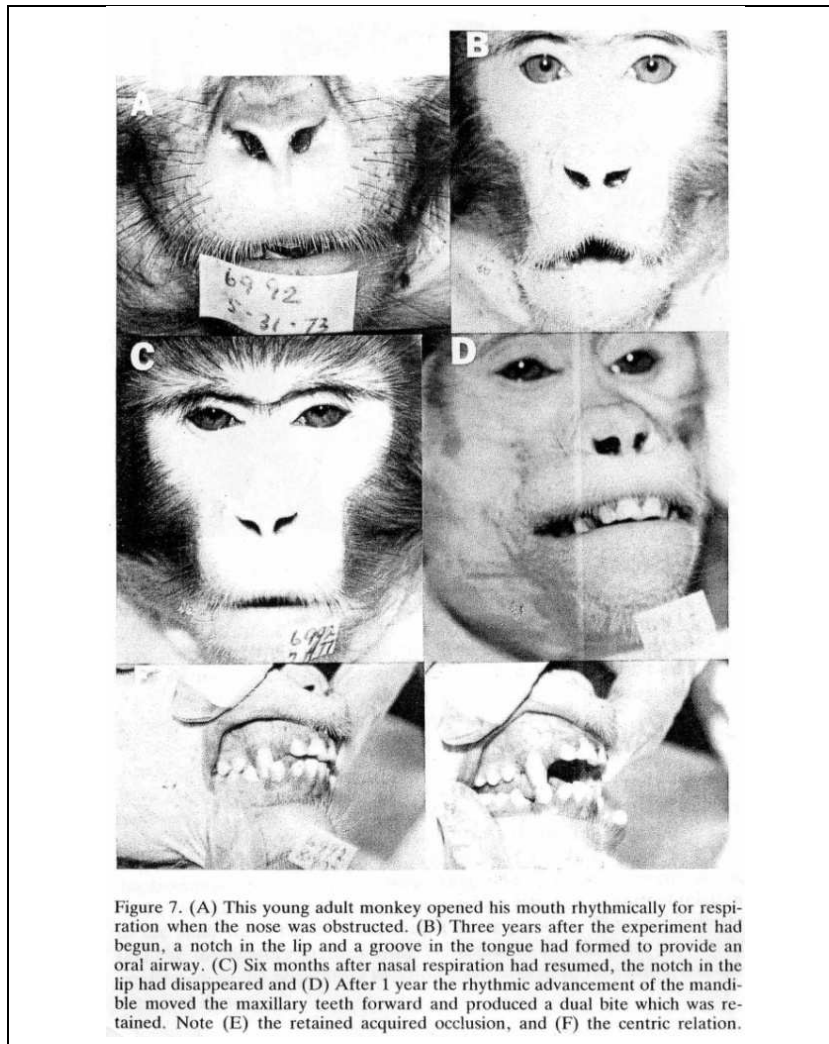 B
A
69 92
5-31-73
C
D
6992
Figure 7. (A) This young adult monkey opened his mouth rhythmically for respi-
ration when the nose was obstructed. (B) Three years after the experiment had
begun, a notch in the lip and a groove in the tongue had formed to provide an
oral airway. (C) Six months after nasal respiration had resumed, the notch in the
lip had disappeared and (D) After 1 year the rhythmic advancement of the mandi-
ble moved the maxillary teeth forward and produced a dual bite which was re-
tained. Note (E) the retained acquired occlusion, and (F) the centric relation.